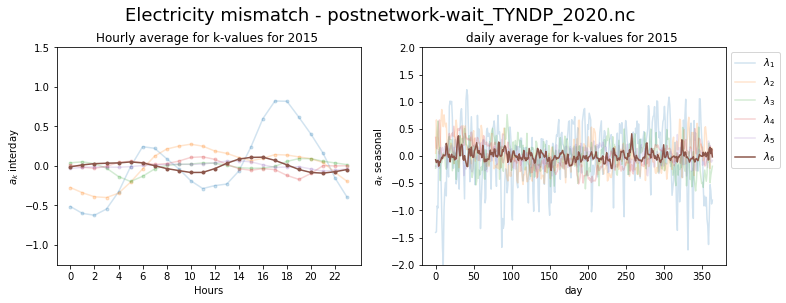 Electricity mismatch - postnetwork-wait_TYNDP_2020.nc
Hourly average for k-values for 2015
1.5
1.0
0.5
0.0
−0.5
−1.0
a_k interday
0 2 4 6 8 10 12 14 16 18 20 22
Hours
daily average for k-values for 2015
2.0
1.5
1.0
0.5
0.0
−0.5
−1.0
−1.5
−2.0
a_k seasonal
0 50 100 150 200 250 300 350
day
λ₁
λ₂
λ₃
λ₄
λ₅
λ₆